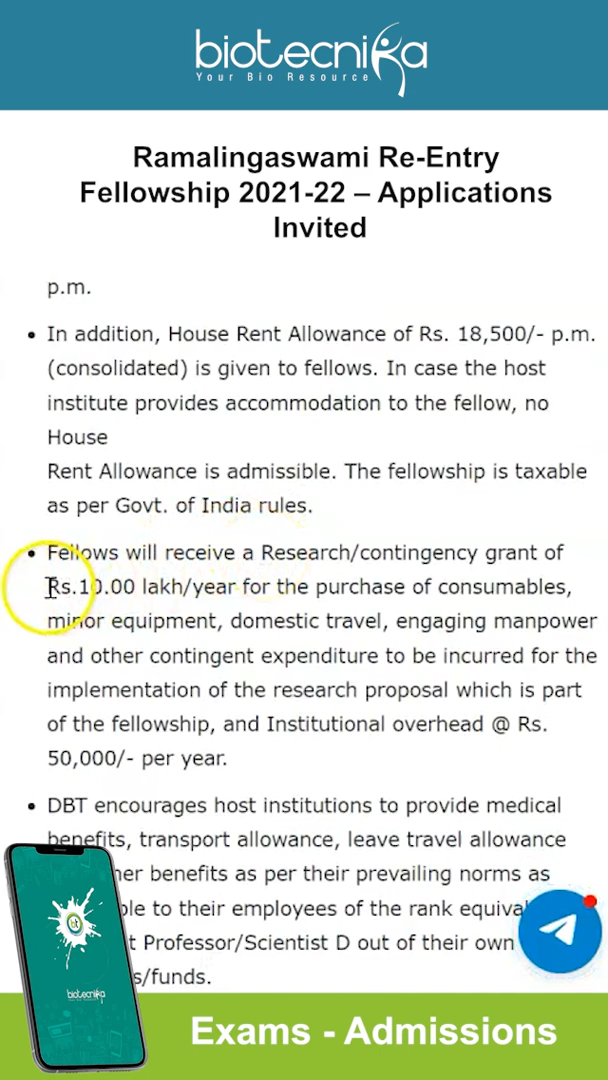 biotecnika
Your Bio Resource
Ramalingaswami Re-Entry
Fellowship 2021-22 – Applications
Invited
p.m.
• In addition, House Rent Allowance of Rs. 18,500/- p.m.
(consolidated) is given to fellows. In case the host
institute provides accommodation to the fellow, no
House
Rent Allowance is admissible. The fellowship is taxable
as per Govt. of India rules.
• Fellows will receive a Research/contingency grant of
Rs.10.00 lakh/year for the purchase of consumables,
minor equipment, domestic travel, engaging manpower
and other contingent expenditure to be incurred for the
implementation of the research proposal which is part
of the fellowship, and Institutional overhead @ Rs.
50,000/- per year.
• DBT encourages host institutions to provide medical
benefits, transport allowance, leave travel allowance
benefits as per their prevailing norms as
to their employees of the rank
Professor/Scientist D out of their own
/funds.
bt
biotecnika
Exams - Admissions